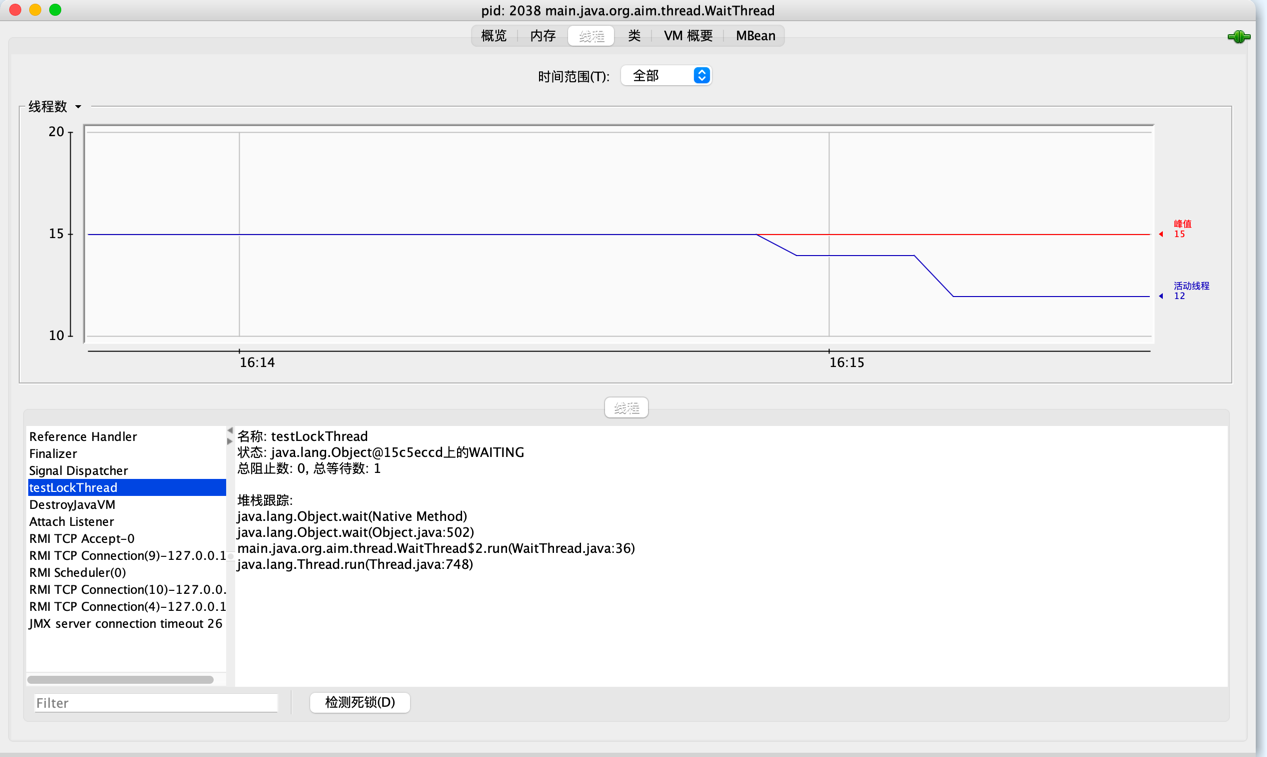 pid: 2038 main.java.org.aim.thread.WaitThread
概览 内存 线程 类 VM 概要 MBean
时间范围(T): 全部
线程数
20
15
10
峰值
15
活动线程
12
16:14 16:15
线程
Reference Handler
Finalizer
Signal Dispatcher
testLockThread
DestroyJavaVM
Attach Listener
RMI TCP Accept-0
RMI TCP Connection(9)-127.0.0.1
RMI Scheduler(0)
RMI TCP Connection(10)-127.0.0.
RMI TCP Connection(4)-127.0.0.1
JMX server connection timeout 26
名称: testLockThread
状态: java.lang.Object@15c5eccd上的WAITING
总阻止数: 0, 总等待数: 1
堆栈跟踪:
java.lang.Object.wait(Native Method)
java.lang.Object.wait(Object.java:502)
main.java.org.aim.thread.WaitThread$2.run(WaitThread.java:36)
java.lang.Thread.run(Thread.java:748)
Filter 检测死锁(D)